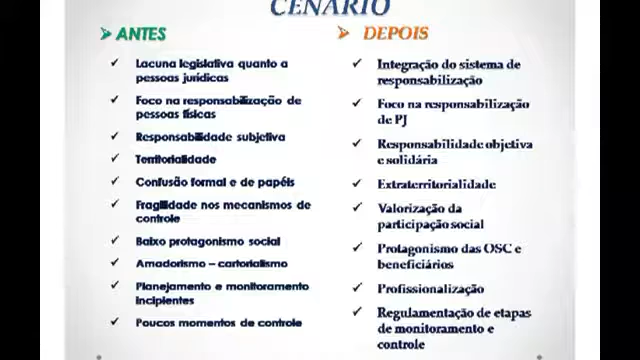 CENÁRIO
ANTES
Lacuna legislativa quanto a
pessoas jurídicas
Foco na responsabilização de
pessoas físicas
Responsabilidade subjetiva
Territorialidade
Confusão formal e de papéis
Fragilidade nos mecanismos de
controle
Baixo protagonismo social
Amadorismo – cartorialismo
Planejamento e monitoramento
incipientes
Poucos momentos de controle
DEPOIS
Integração do sistema de
responsabilização
Foco na responsabilização
de PJ
Responsabilidade objetiva
e solidária
Extraterritorialidade
Valorização da
participação social
Protagonismo das OSC e
beneficiários
Profissionalização
Regulamentação de etapas
de monitoramento e
controle